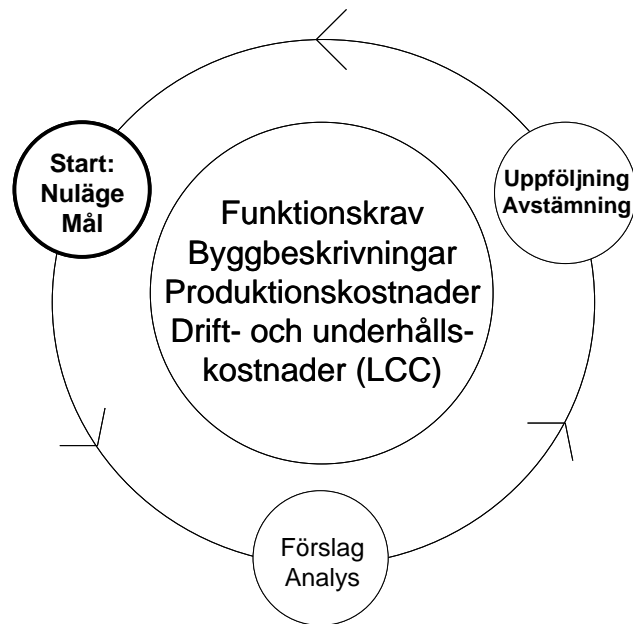 Start:
Nuläge
Mål
Uppföljning
Avstämning
Funktionskrav
Byggbeskrivningar
Produktionskostnader
Drift- och underhålls-
kostnader (LCC)
Förslag
Analys